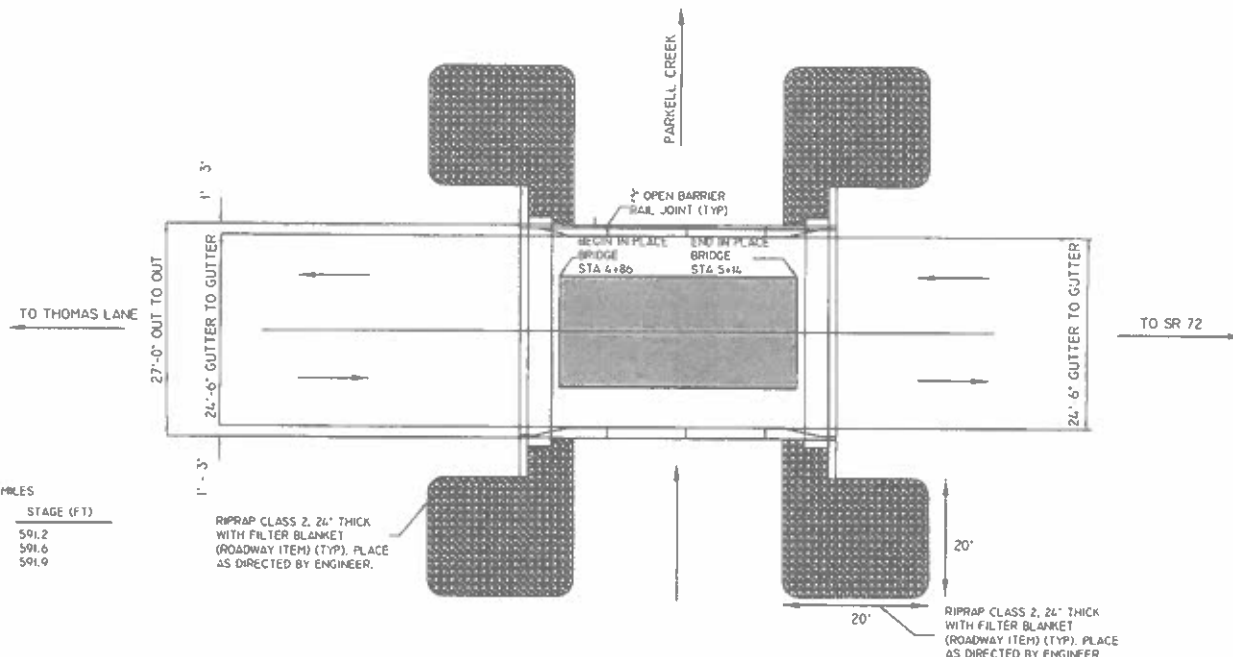 PARKELL CREEK
1'-3"
OPEN BARRIER
RAIL JOINT (TYP)
BEGIN IN PLACE
BRIDGE
STA 4+86
END IN PLACE
BRIDGE
STA 5+14
TO THOMAS LANE
27'-0" OUT TO OUT
24'-6" GUTTER TO GUTTER
24'-6" GUTTER TO GUTTER
TO SR 72
1'-3"
MILES
STAGE (FT)
591.2
591.6
591.9
RIPRAP CLASS 2, 24" THICK
WITH FILTER BLANKET
(ROADWAY ITEM) (TYP). PLACE
AS DIRECTED BY ENGINEER.
20'
20'
RIPRAP CLASS 2, 24" THICK
WITH FILTER BLANKET
(ROADWAY ITEM) (TYP). PLACE
AS DIRECTED BY ENGINEER